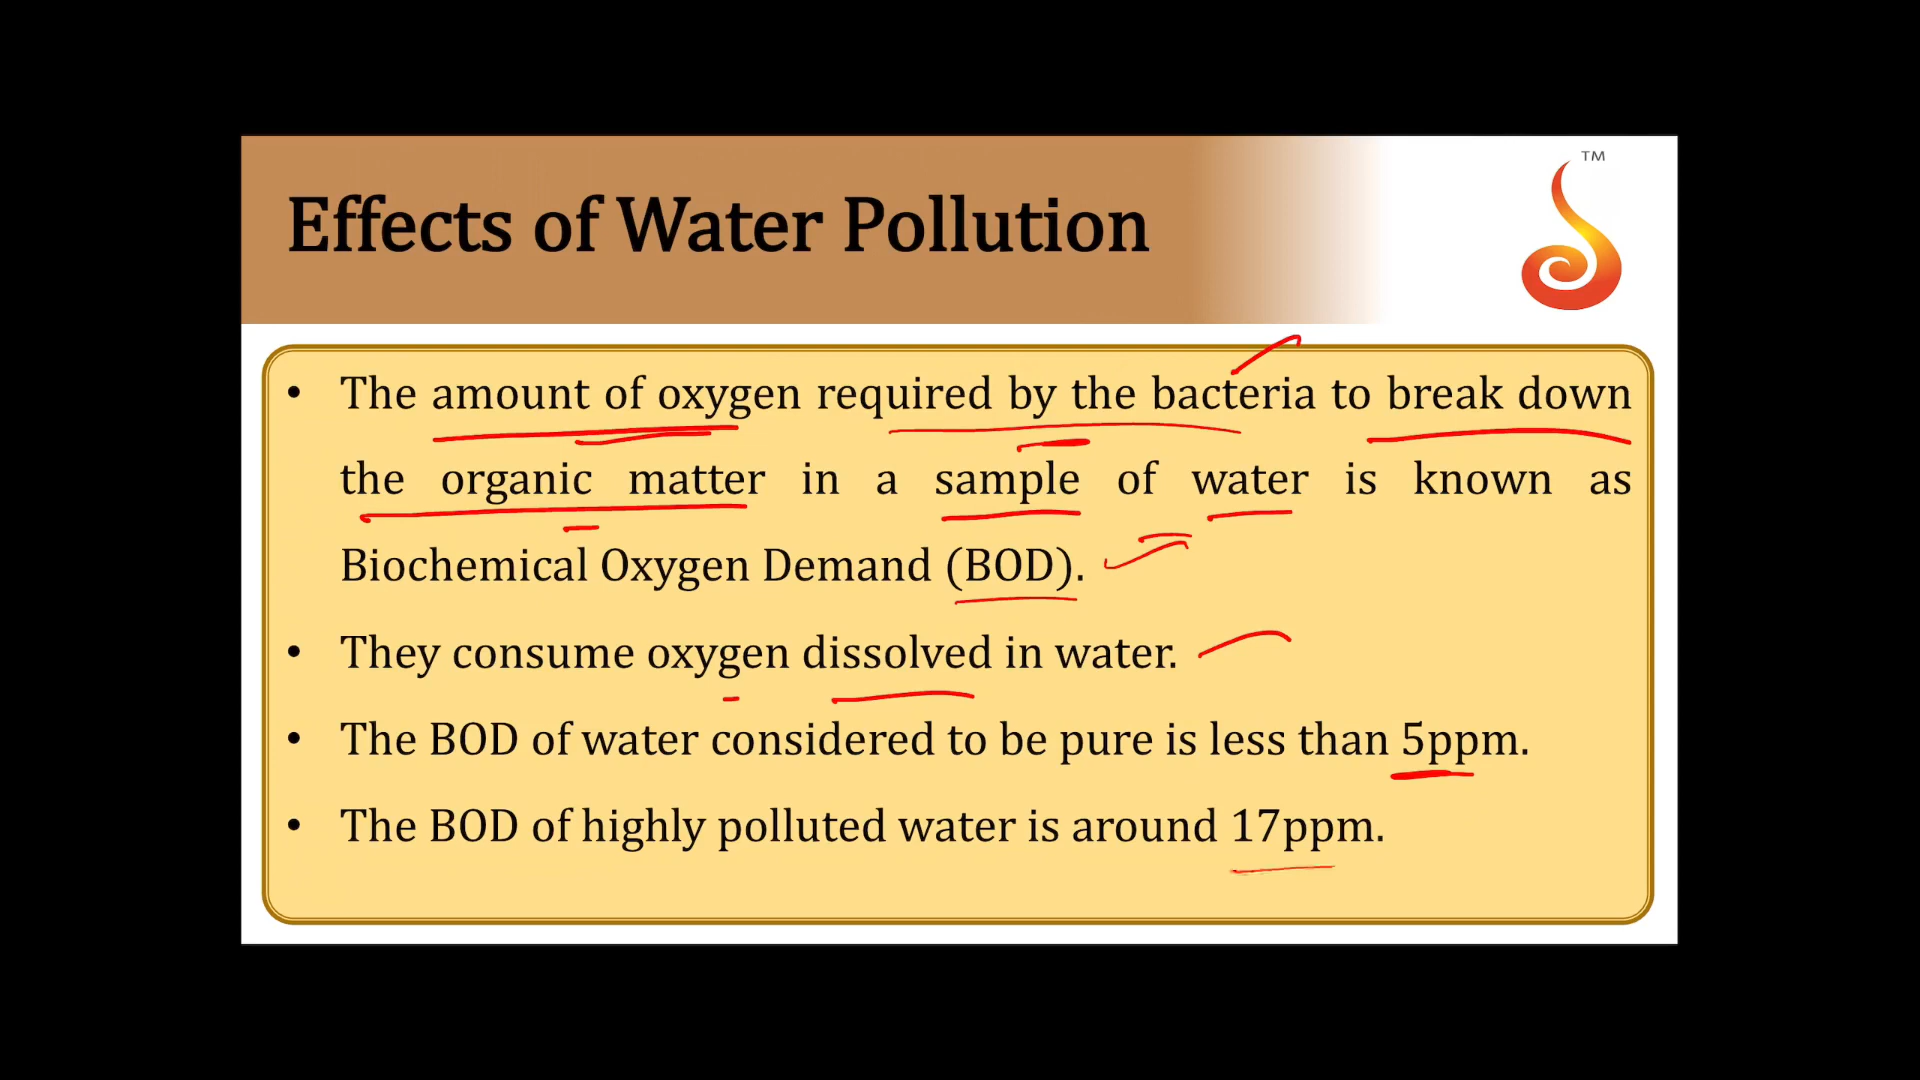 Effects of Water Pollution
TM
• The amount of oxygen required by the bacteria to break down
the organic matter in a sample of water is known as
Biochemical Oxygen Demand (BOD).
• They consume oxygen dissolved in water.
• The BOD of water considered to be pure is less than 5ppm.
• The BOD of highly polluted water is around 17ppm.